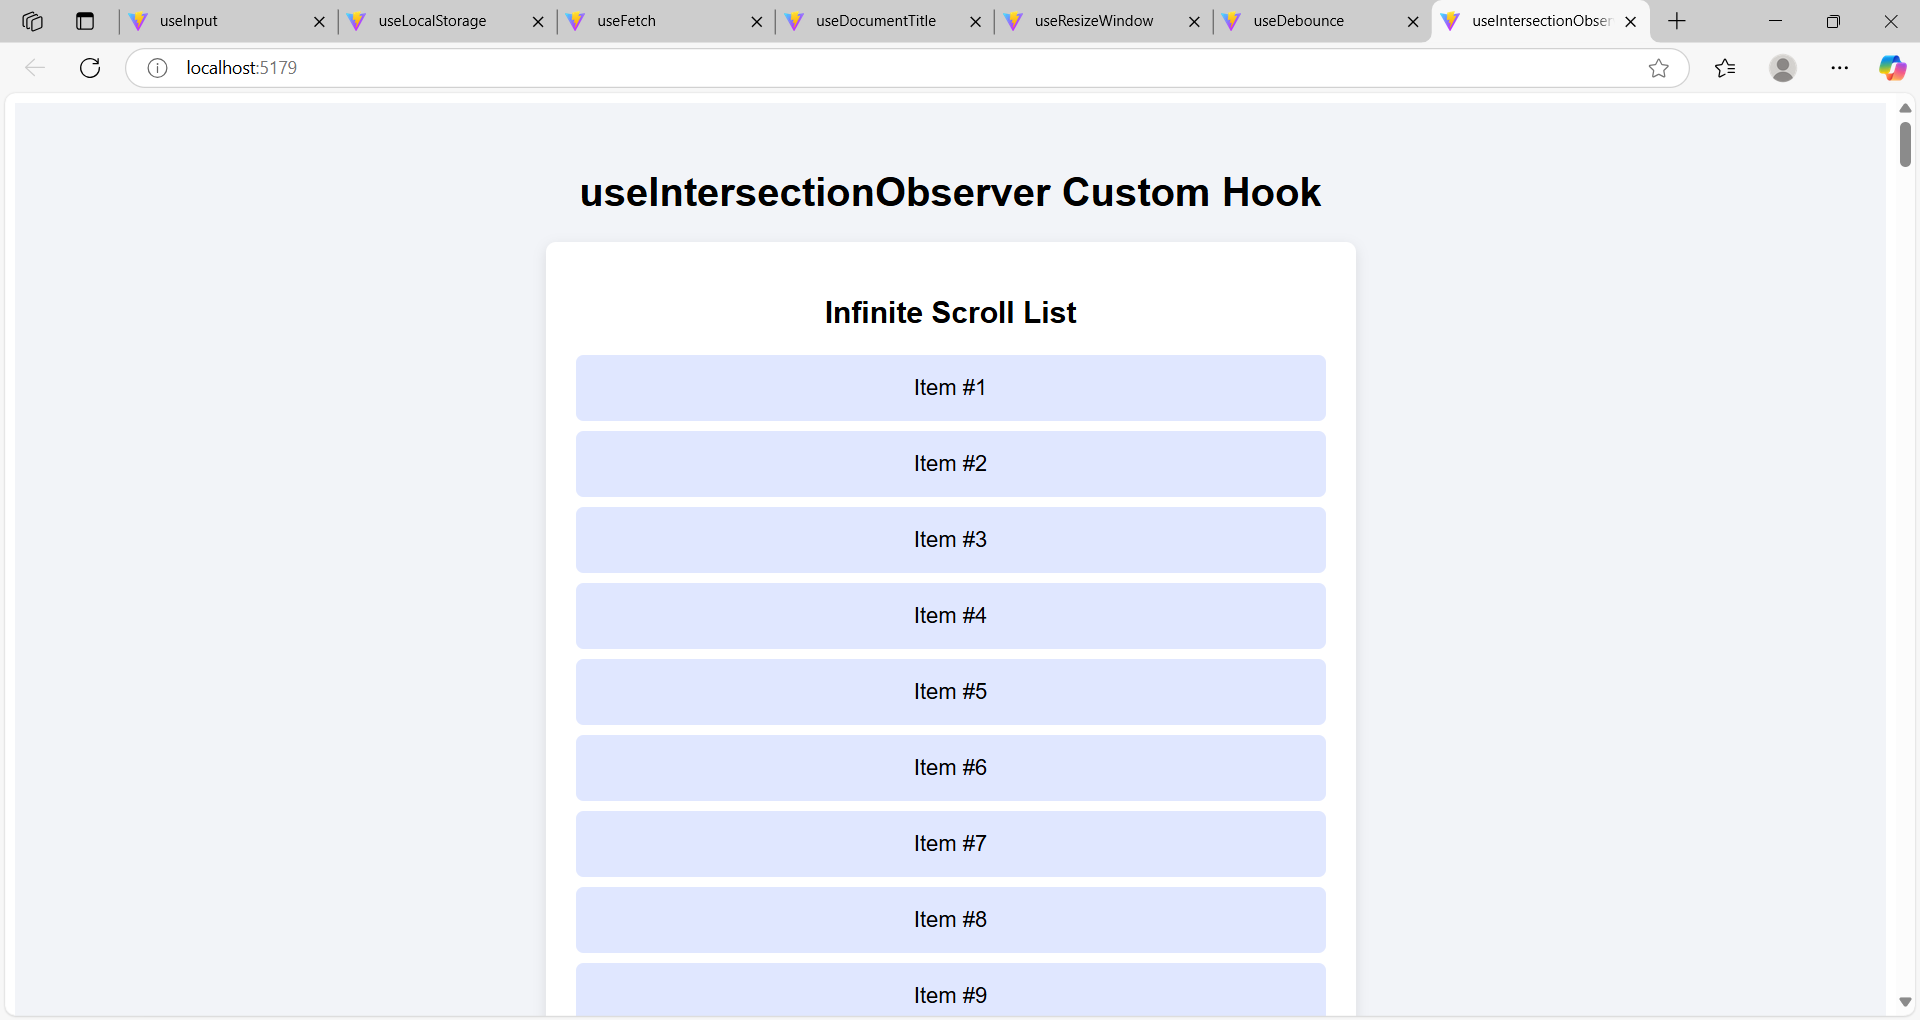 useInput
useLocalStorage
useFetch
useDocumentTitle
useResizeWindow
useDebounce
useIntersectionObser
localhost:5179
useIntersectionObserver Custom Hook
Infinite Scroll List
Item #1
Item #2
Item #3
Item #4
Item #5
Item #6
Item #7
Item #8
Item #9